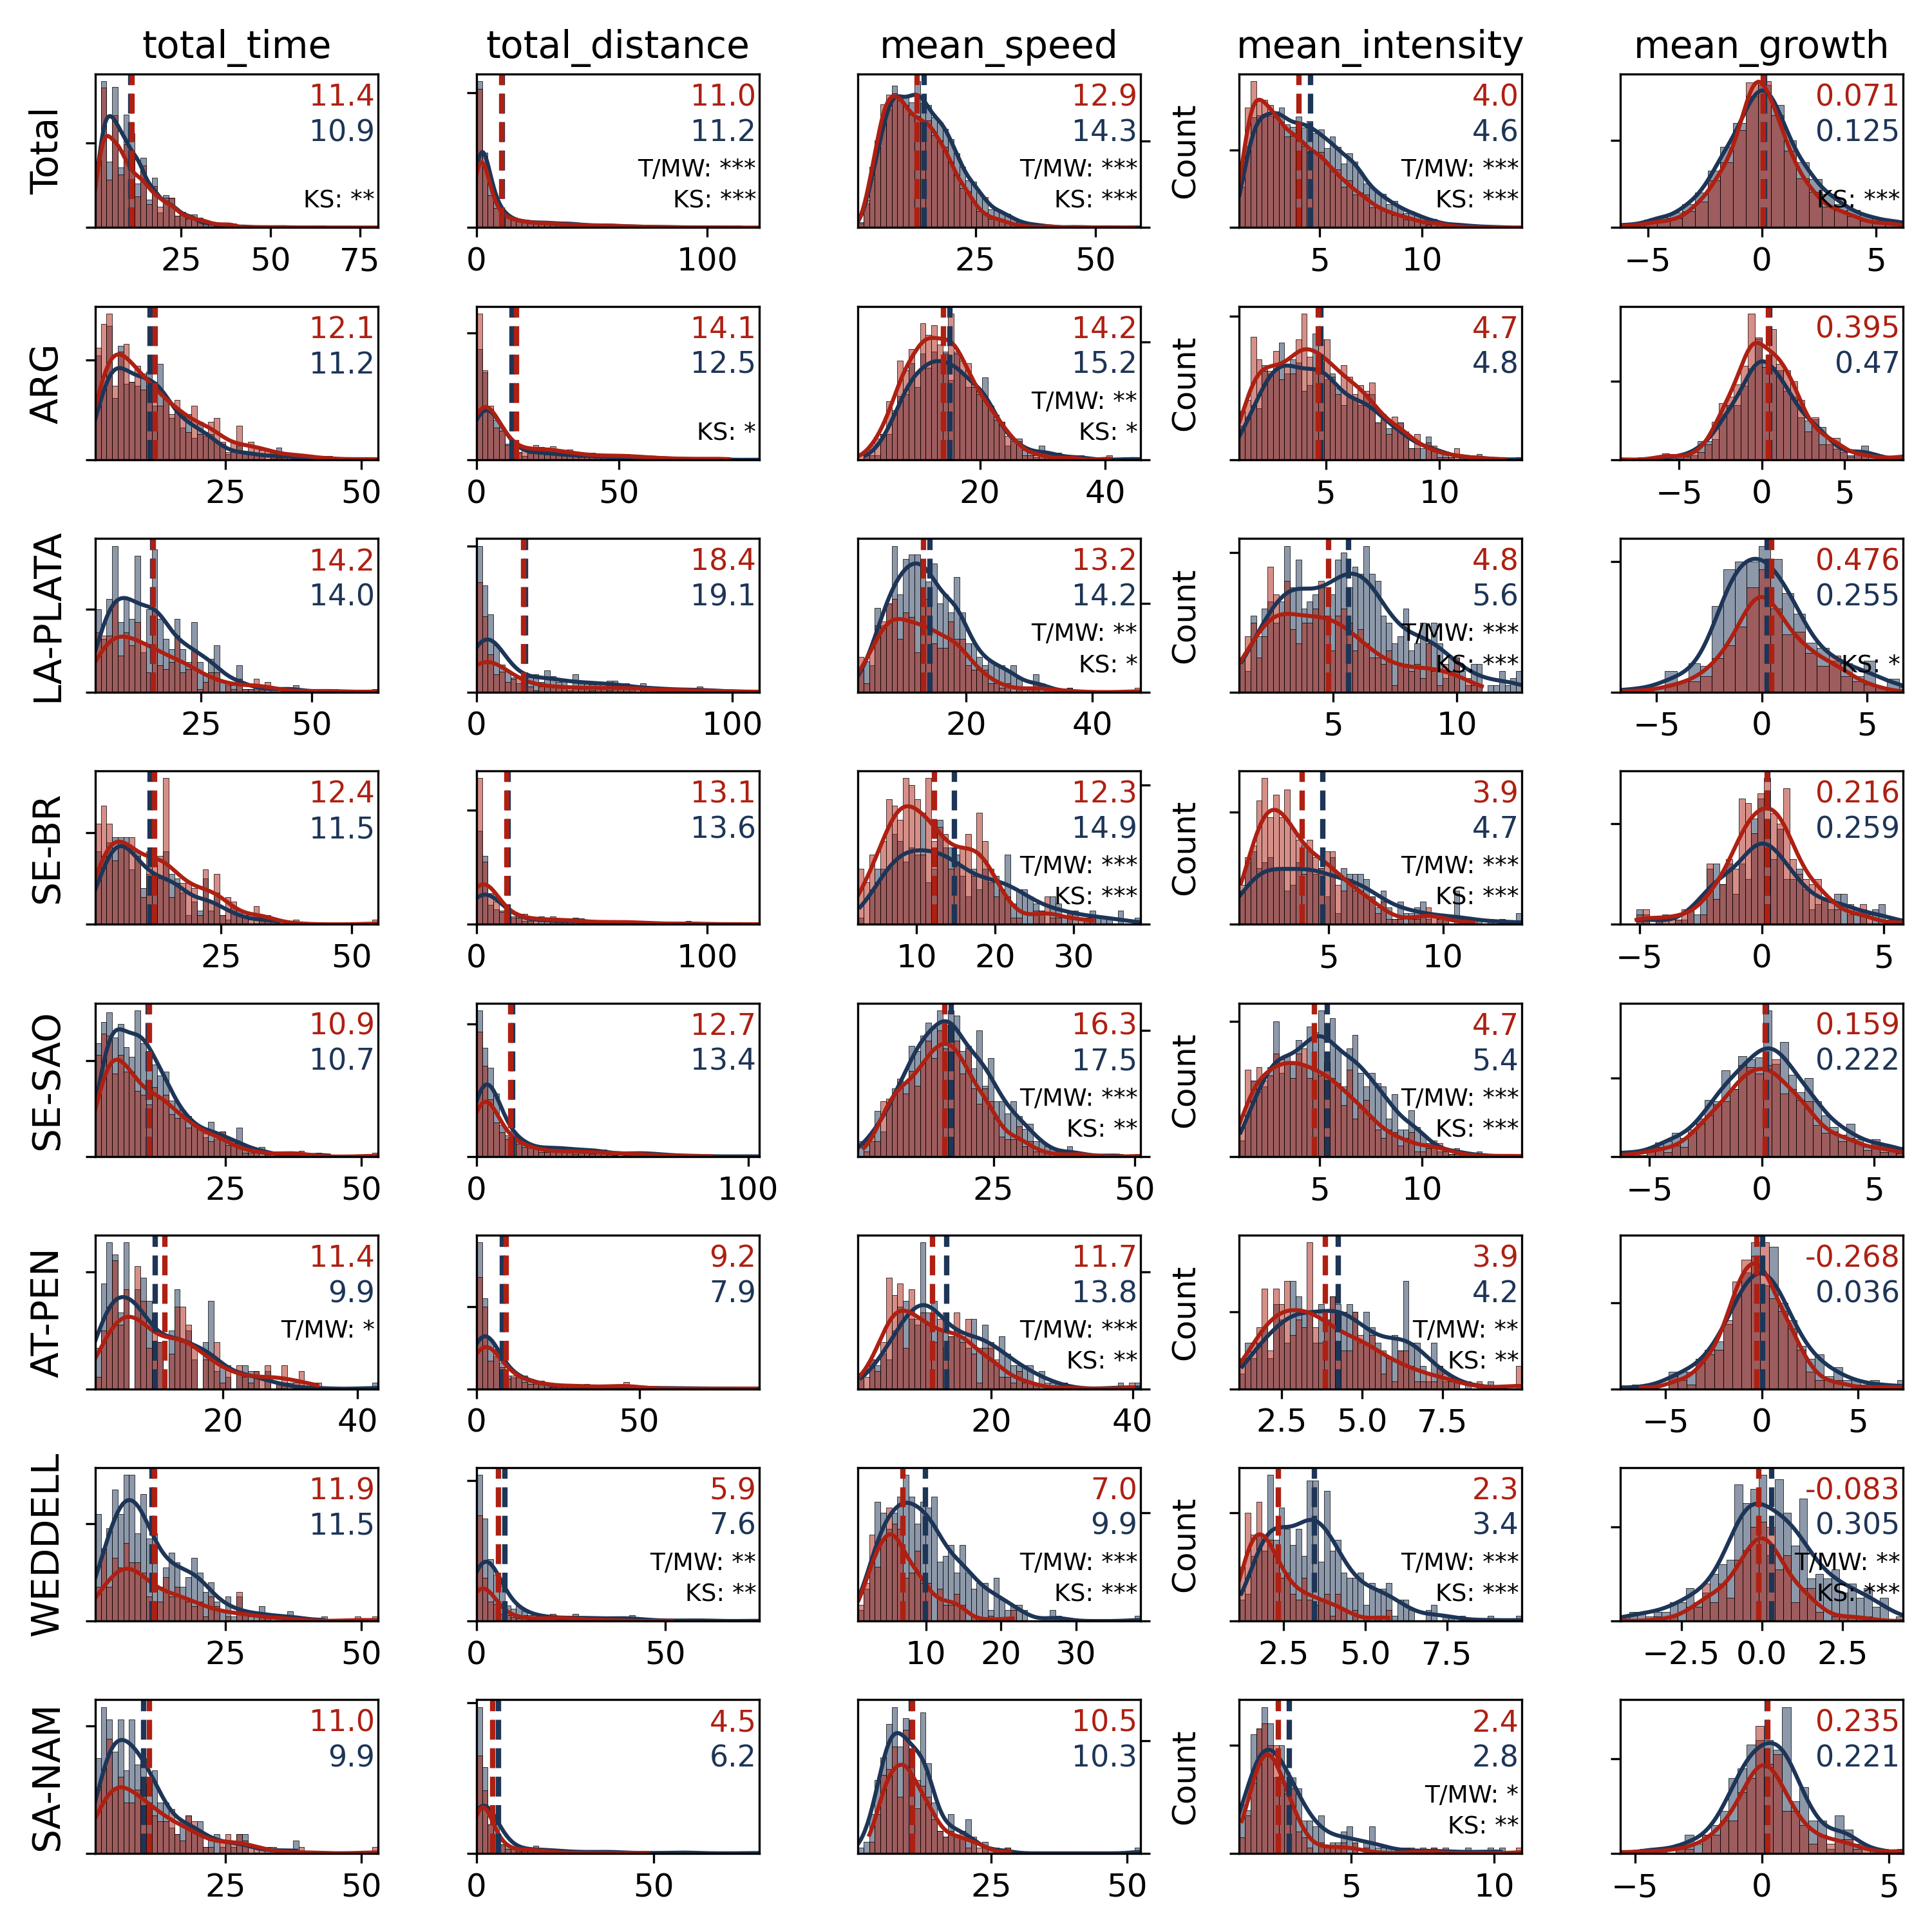 total_time total_distance mean_speed mean_intensity mean_growth
Total
11.4
10.9
KS: **
25 50 75
11.0
11.2
T/MW: ***
KS: ***
0 100
12.9
14.3
T/MW: ***
KS: ***
25 50
Count
4.0
4.6
T/MW: ***
KS: ***
5 10
0.071
0.125
KS: ***
−5 0 5
ARG
12.1
11.2
25 50
14.1
12.5
KS: *
0 50
14.2
15.2
T/MW: **
KS: *
20 40
Count
4.7
4.8
5 10
0.395
0.47
−5 0 5
LA-PLATA
14.2
14.0
25 50
18.4
19.1
0 100
13.2
14.2
T/MW: **
KS: *
20 40
Count
4.8
5.6
T/MW: ***
KS: ***
5 10
0.476
0.255
KS: *
−5 0 5
SE-BR
12.4
11.5
25 50
13.1
13.6
0 100
12.3
14.9
T/MW: ***
KS: ***
10 20 30
Count
3.9
4.7
T/MW: ***
KS: ***
5 10
0.216
0.259
−5 0 5
SE-SAO
10.9
10.7
25 50
12.7
13.4
0 100
16.3
17.5
T/MW: ***
KS: **
25 50
Count
4.7
5.4
T/MW: ***
KS: ***
5 10
0.159
0.222
−5 0 5
AT-PEN
11.4
9.9
T/MW: *
20 40
9.2
7.9
0 50
11.7
13.8
T/MW: ***
KS: **
20 40
Count
3.9
4.2
T/MW: **
KS: **
2.5 5.0 7.5
-0.268
0.036
−5 0 5
WEDDELL
11.9
11.5
25 50
5.9
7.6
T/MW: **
KS: **
0 50
7.0
9.9
T/MW: ***
KS: ***
10 20 30
Count
2.3
3.4
T/MW: ***
KS: ***
2.5 5.0 7.5
-0.083
0.305
T/MW: **
KS: ***
−2.5 0.0 2.5
SA-NAM
11.0
9.9
25 50
4.5
6.2
0 50
10.5
10.3
25 50
Count
2.4
2.8
T/MW: *
KS: **
5 10
0.235
0.221
−5 0 5